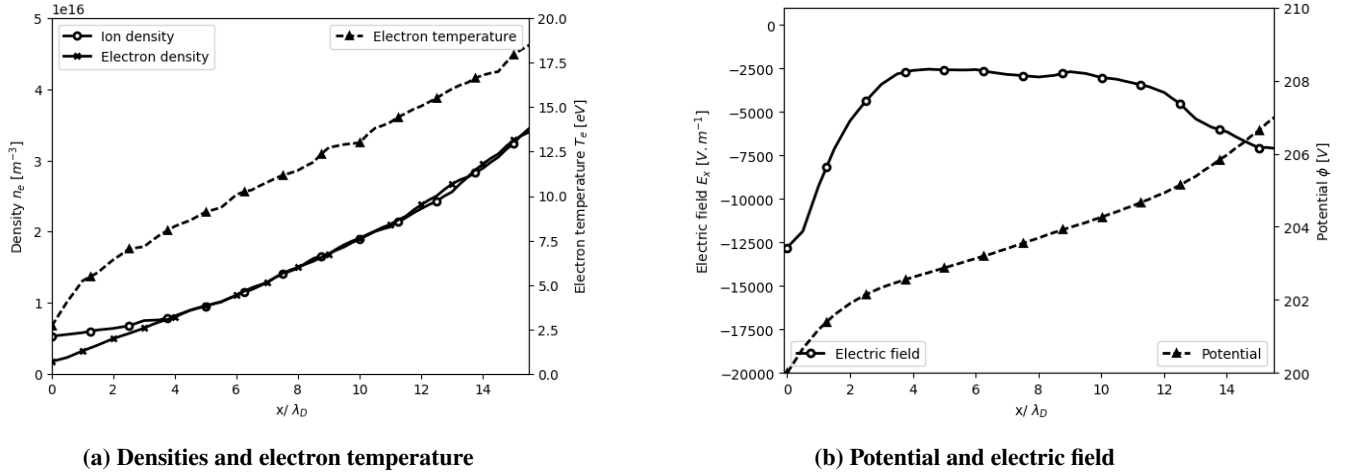 1e16
5
4
3
2
1
0
Density n_e [m^{-3}]
Ion density
Electron density
Electron temperature
20.0
17.5
15.0
12.5
10.0
7.5
5.0
2.5
0.0
Electron temperature T_e [eV]
0 2 4 6 8 10 12 14
x/ λ_D
(a) Densities and electron temperature
0
−2500
−5000
−7500
−10000
−12500
−15000
−17500
−20000
Electric field E_x [V.m^{−1}]
Electric field
Potential
210
208
206
204
202
200
Potential ϕ [V]
0 2 4 6 8 10 12 14
x/ λ_D
(b) Potential and electric field